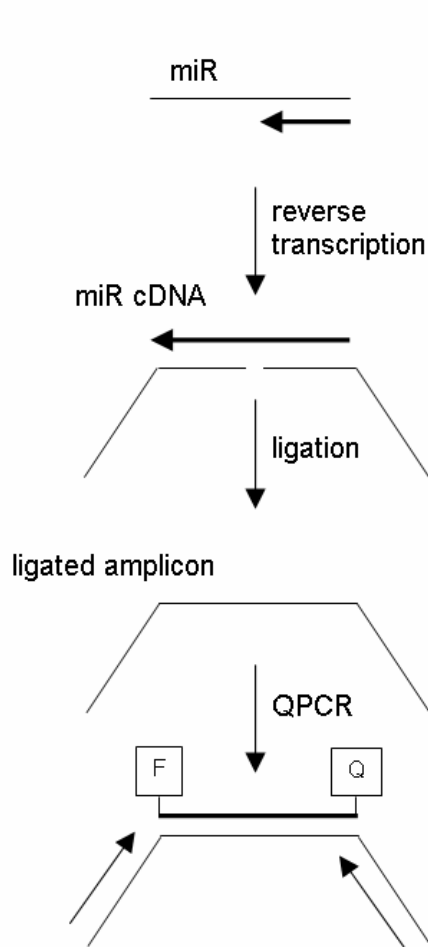 miR
reverse
transcription
miR cDNA
ligation
ligated amplicon
QPCR
F Q